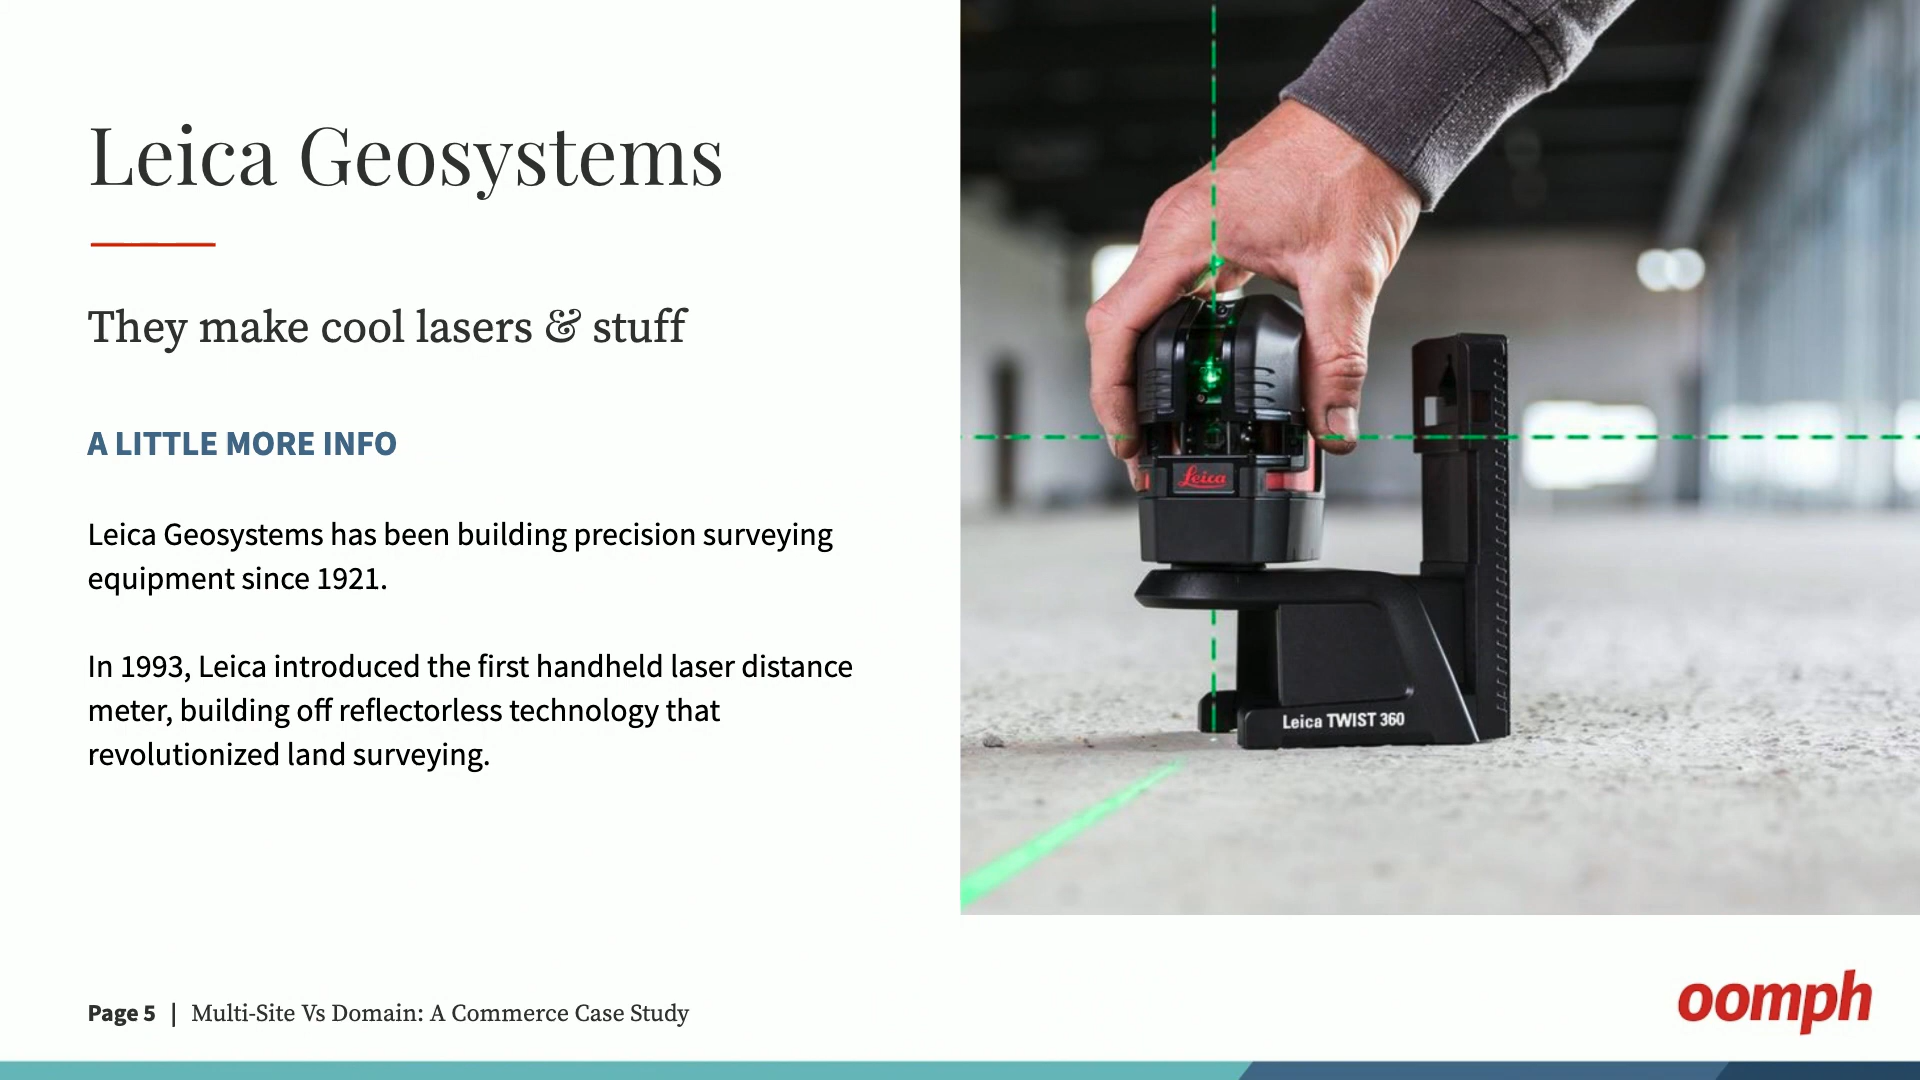 Leica Geosystems
They make cool lasers & stuff
A LITTLE MORE INFO
Leica Geosystems has been building precision surveying
equipment since 1921.
In 1993, Leica introduced the first handheld laser distance
meter, building off reflectorless technology that
revolutionized land surveying.
Leica
Leica TWIST 360
Page 5 | Multi-Site Vs Domain: A Commerce Case Study
oomph